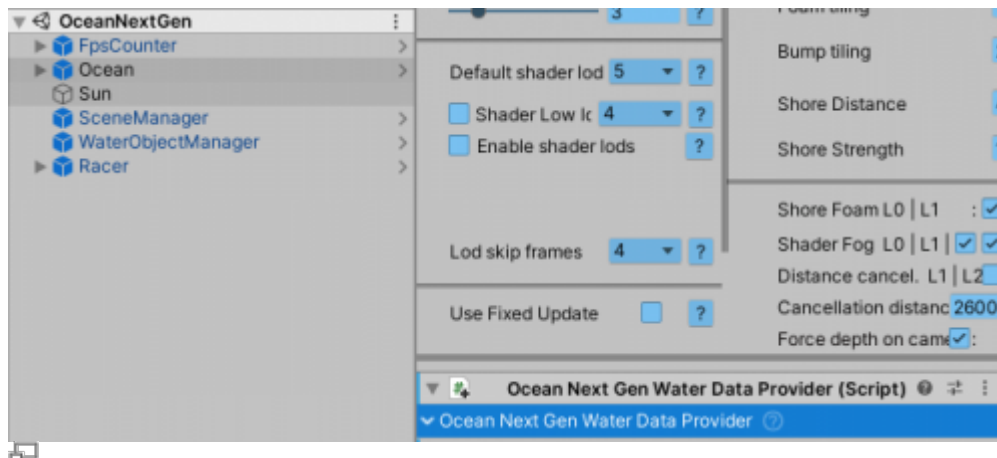 OceanNextGen
FpsCounter
Ocean
Sun
SceneManager
WaterObjectManager
Racer
3 ?
Default shader lod 5 ?
Shader Low lc 4 ?
Enable shader lods ?
Lod skip frames 4 ?
Use Fixed Update ?
Foam tiling
Bump tiling
Shore Distance
Shore Strength
Shore Foam L0 | L1 :
Shader Fog L0 | L1 |
Distance cancel. L1 | L2
Cancellation distanc 2600
Force depth on came :
Ocean Next Gen Water Data Provider (Script)
Ocean Next Gen Water Data Provider ?